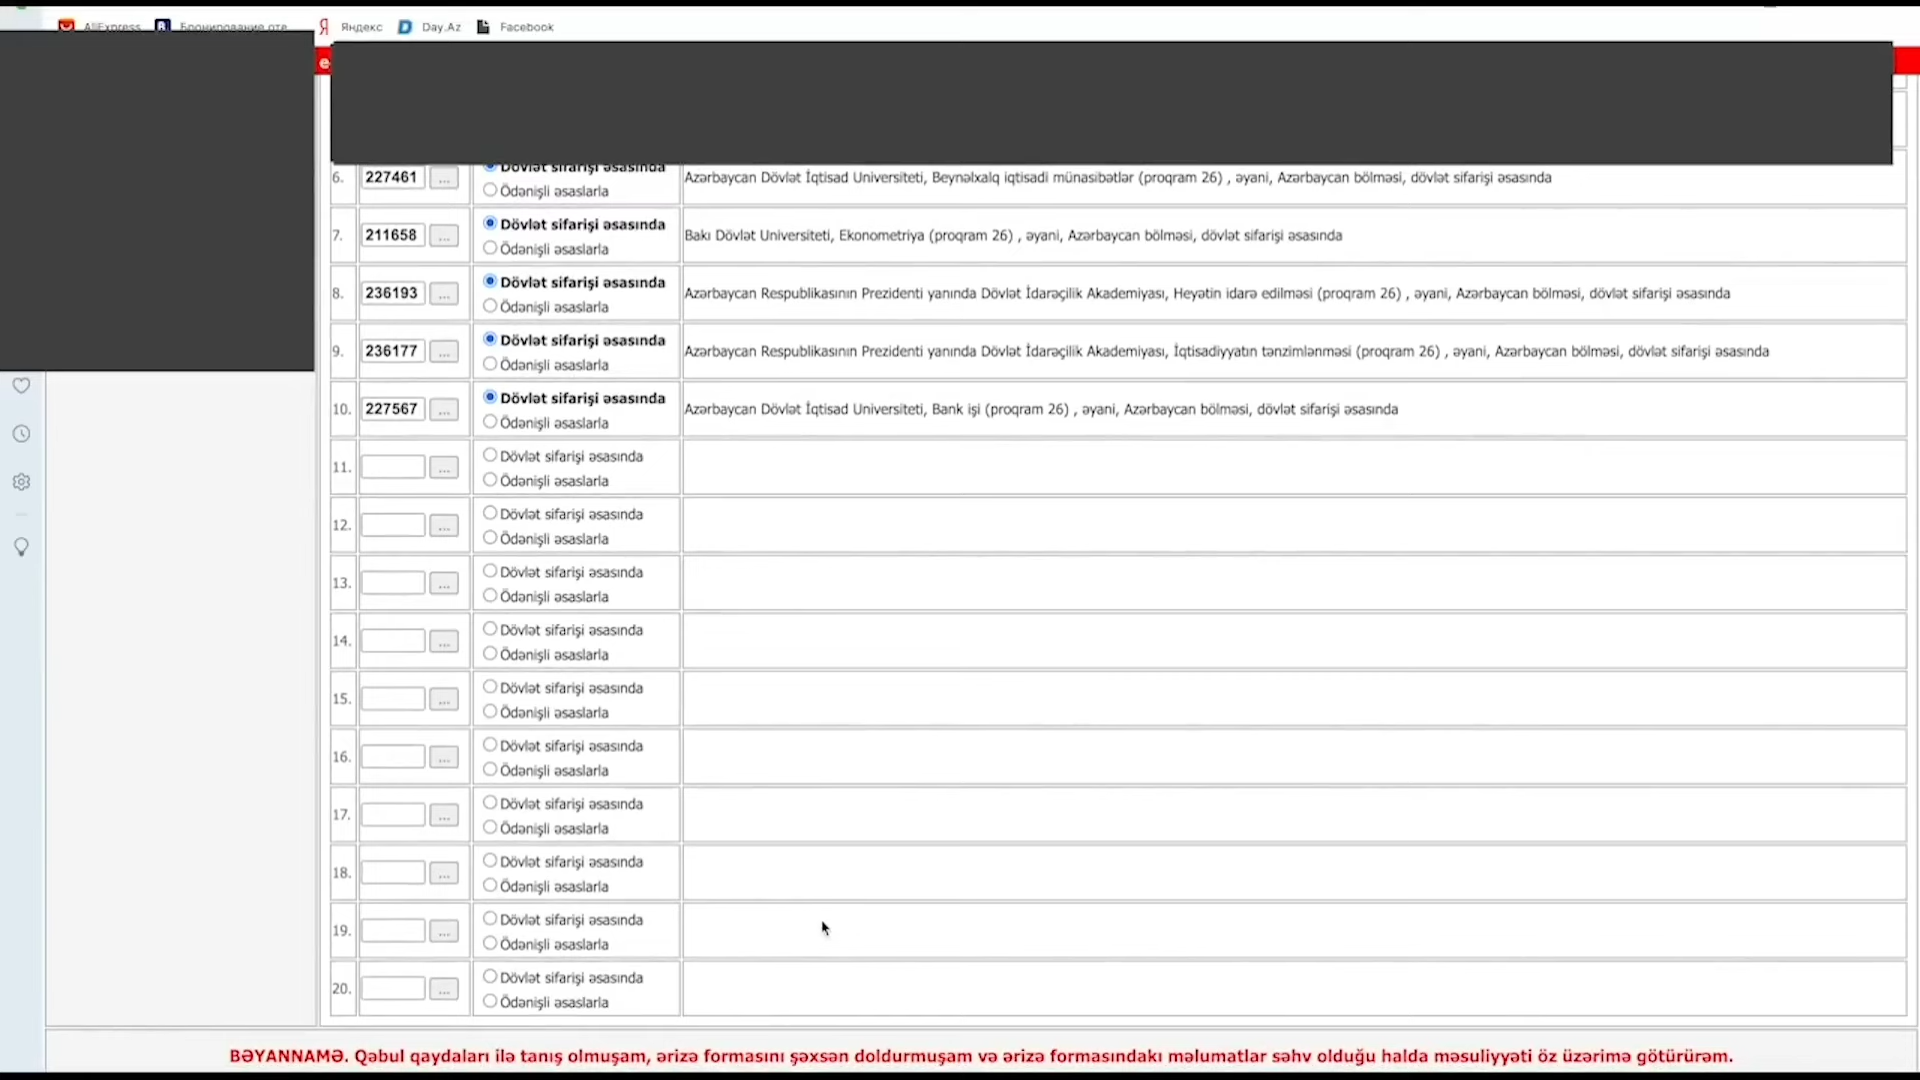 AliExpress Бронирование оте Яндекс Day.Az Facebook
e
Dövlət sifarişi əsasında
6. 227461 ... Azərbaycan Dövlət İqtisad Universiteti, Beynəlxalq iqtisadi münasibətlər (proqram 26) , əyani, Azərbaycan bölməsi, dövlət sifarişi əsasında
Ödənişli əsaslarla
Dövlət sifarişi əsasında
7. 211658 ... Bakı Dövlət Universiteti, Ekonometriya (proqram 26) , əyani, Azərbaycan bölməsi, dövlət sifarişi əsasında
Ödənişli əsaslarla
Dövlət sifarişi əsasında
8. 236193 ... Azərbaycan Respublikasının Prezidenti yanında Dövlət İdarəçilik Akademiyası, Heyətin idarə edilməsi (proqram 26) , əyani, Azərbaycan bölməsi, dövlət sifarişi əsasında
Ödənişli əsaslarla
Dövlət sifarişi əsasında
9. 236177 ... Azərbaycan Respublikasının Prezidenti yanında Dövlət İdarəçilik Akademiyası, İqtisadiyyatın tənzimlənməsi (proqram 26) , əyani, Azərbaycan bölməsi, dövlət sifarişi əsasında
Ödənişli əsaslarla
Dövlət sifarişi əsasında
10. 227567 ... Azərbaycan Dövlət İqtisad Universiteti, Bank işi (proqram 26) , əyani, Azərbaycan bölməsi, dövlət sifarişi əsasında
Ödənişli əsaslarla
Dövlət sifarişi əsasında
11. ...
Ödənişli əsaslarla
Dövlət sifarişi əsasında
12. ...
Ödənişli əsaslarla
Dövlət sifarişi əsasında
13. ...
Ödənişli əsaslarla
Dövlət sifarişi əsasında
14. ...
Ödənişli əsaslarla
Dövlət sifarişi əsasında
15. ...
Ödənişli əsaslarla
Dövlət sifarişi əsasında
16. ...
Ödənişli əsaslarla
Dövlət sifarişi əsasında
17. ...
Ödənişli əsaslarla
Dövlət sifarişi əsasında
18. ...
Ödənişli əsaslarla
Dövlət sifarişi əsasında
19. ...
Ödənişli əsaslarla
Dövlət sifarişi əsasında
20. ...
Ödənişli əsaslarla
BƏYANNAMƏ. Qəbul qaydaları ilə tanış olmuşam, ərizə formasını şəxsən doldurmuşam və ərizə formasındakı məlumatlar səhv olduğu halda məsuliyyəti öz üzərimə götürürəm.